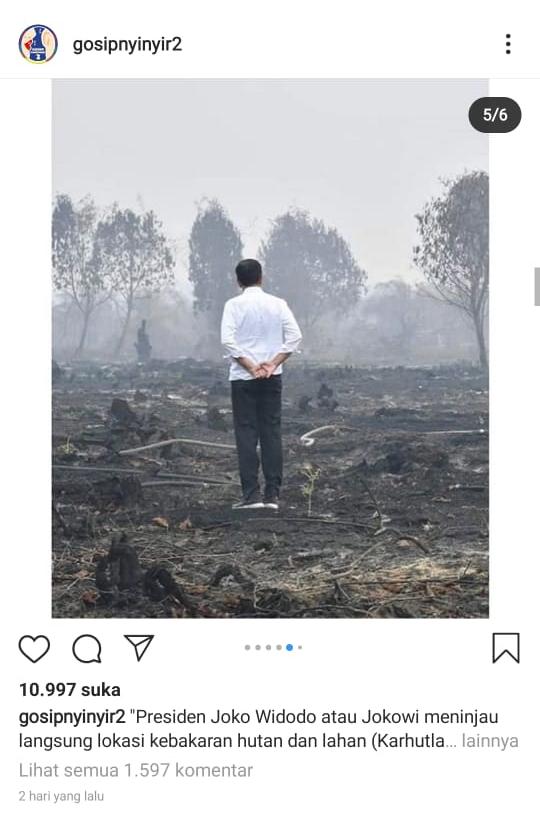 gosipnyinyir2
5/6
10.997 suka
gosipnyinyir2 "Presiden Joko Widodo atau Jokowi meninjau
langsung lokasi kebakaran hutan dan lahan (Karhutla... lainnya
Lihat semua 1.597 komentar
2 hari yang lalu